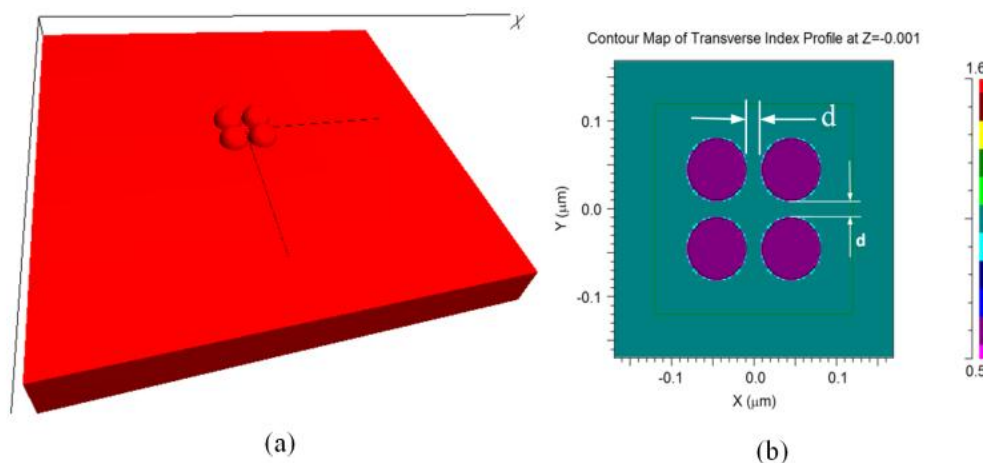 X
Contour Map of Transverse Index Profile at Z=-0.001
1.6
0.1
d
Y (μm)
0.0
d
-0.1
0.5
-0.1
0.0
0.1
X (μm)
(a)
(b)